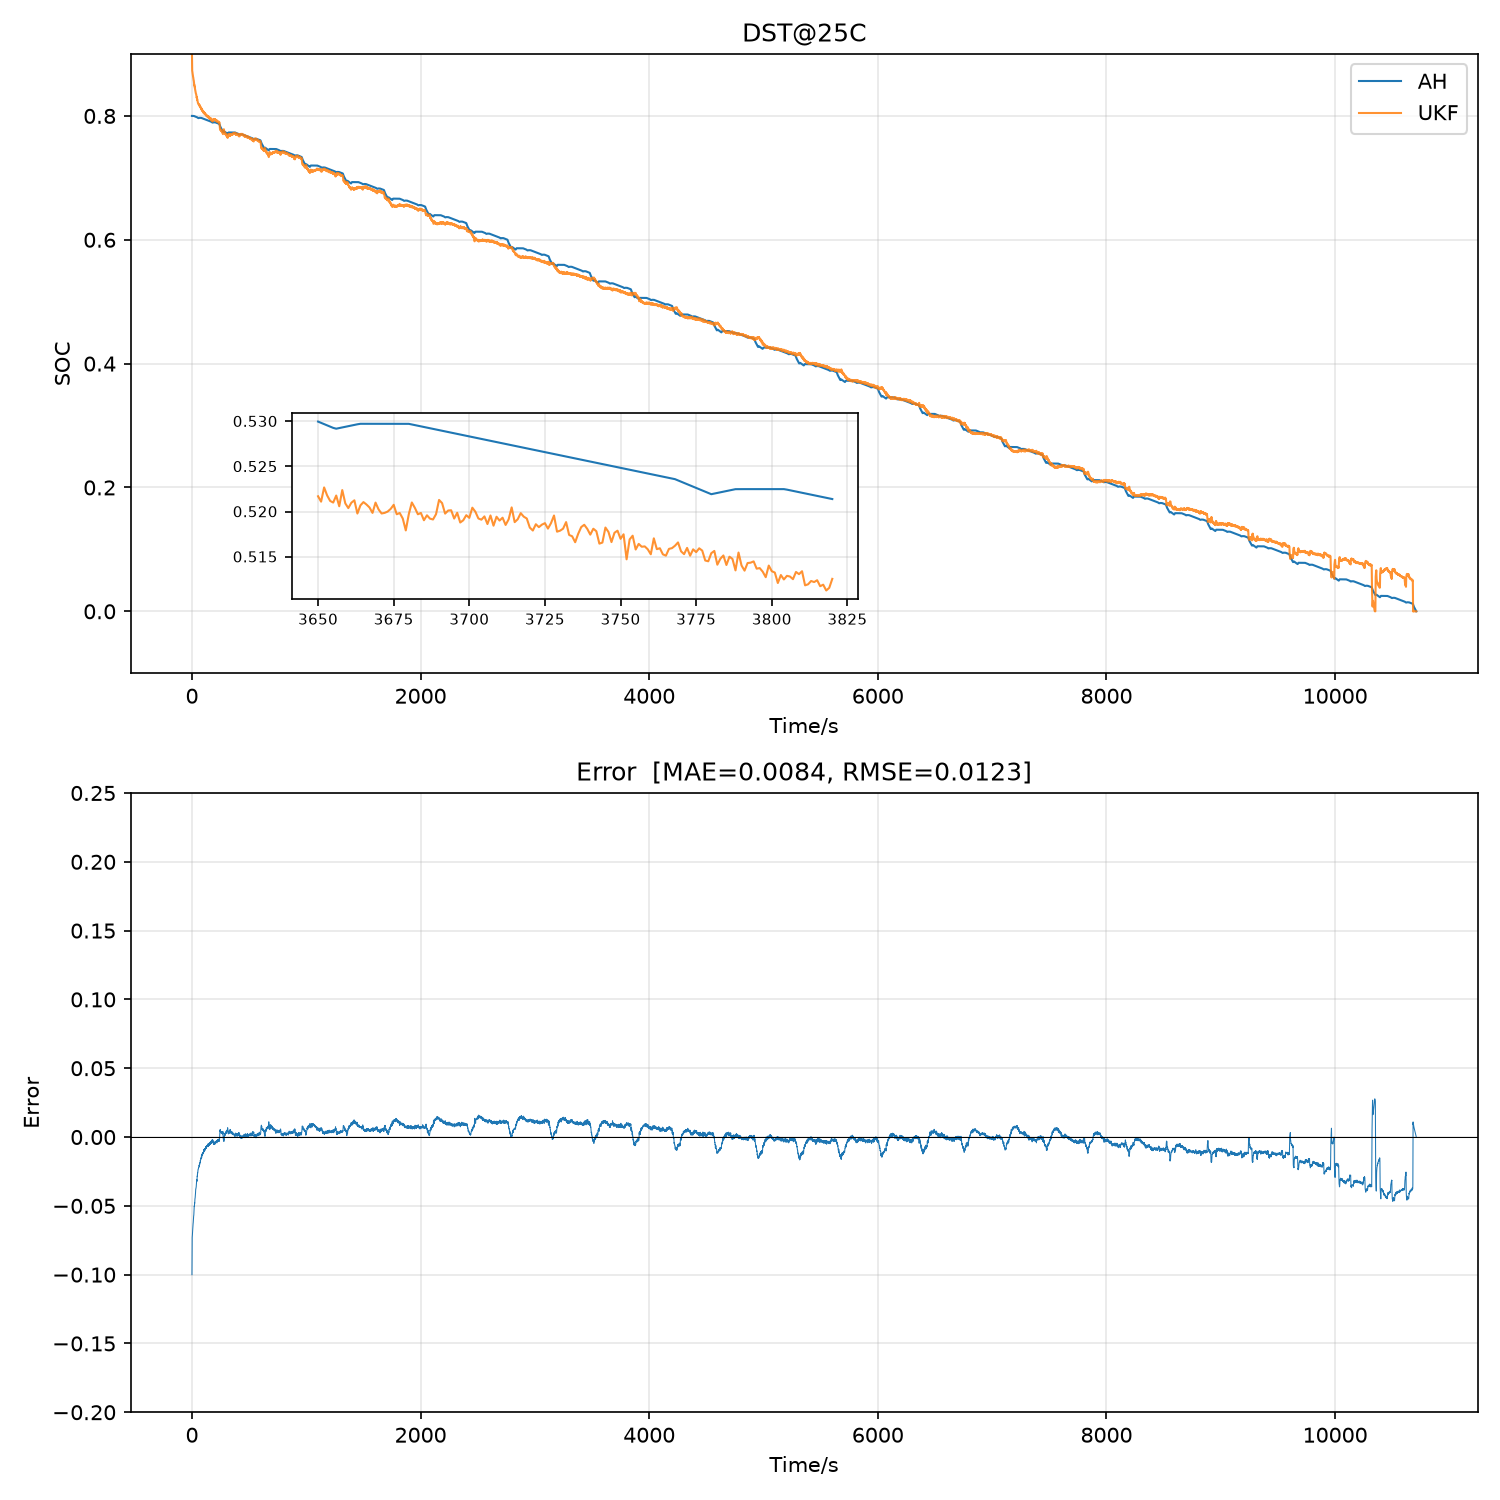 DST@25C
AH
UKF
SOC
0.8
0.6
0.4
0.2
0.0
0.530
0.525
0.520
0.515
3650 3675 3700 3725 3750 3775 3800 3825
0 2000 4000 6000 8000 10000
Time/s
Error [MAE=0.0084, RMSE=0.0123]
Error
0.25
0.20
0.15
0.10
0.05
0.00
−0.05
−0.10
−0.15
−0.20
0 2000 4000 6000 8000 10000
Time/s